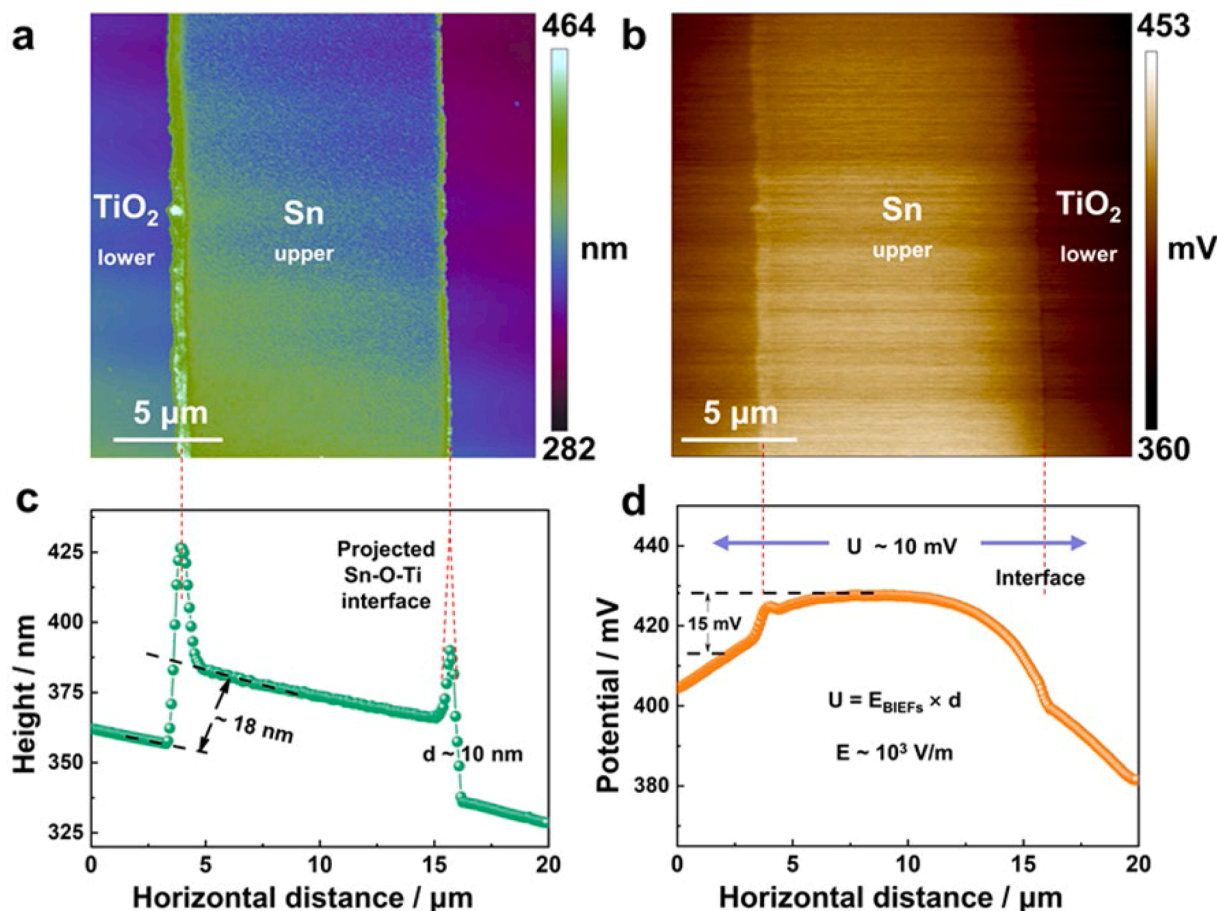 a
464
TiO₂
lower
Sn
upper
nm
5 μm
282
b
453
Sn
upper
TiO₂
lower
mV
5 μm
360
c
Height / nm
425
400
375
350
325
Projected
Sn-O-Ti
interface
~ 18 nm
d ~ 10 nm
0
5
10
15
20
Horizontal distance / μm
d
Potential / mV
440
420
400
380
U ~ 10 mV
Interface
15 mV
U = E_BIEFs × d
E ~ 10³ V/m
0
5
10
15
20
Horizontal distance / μm